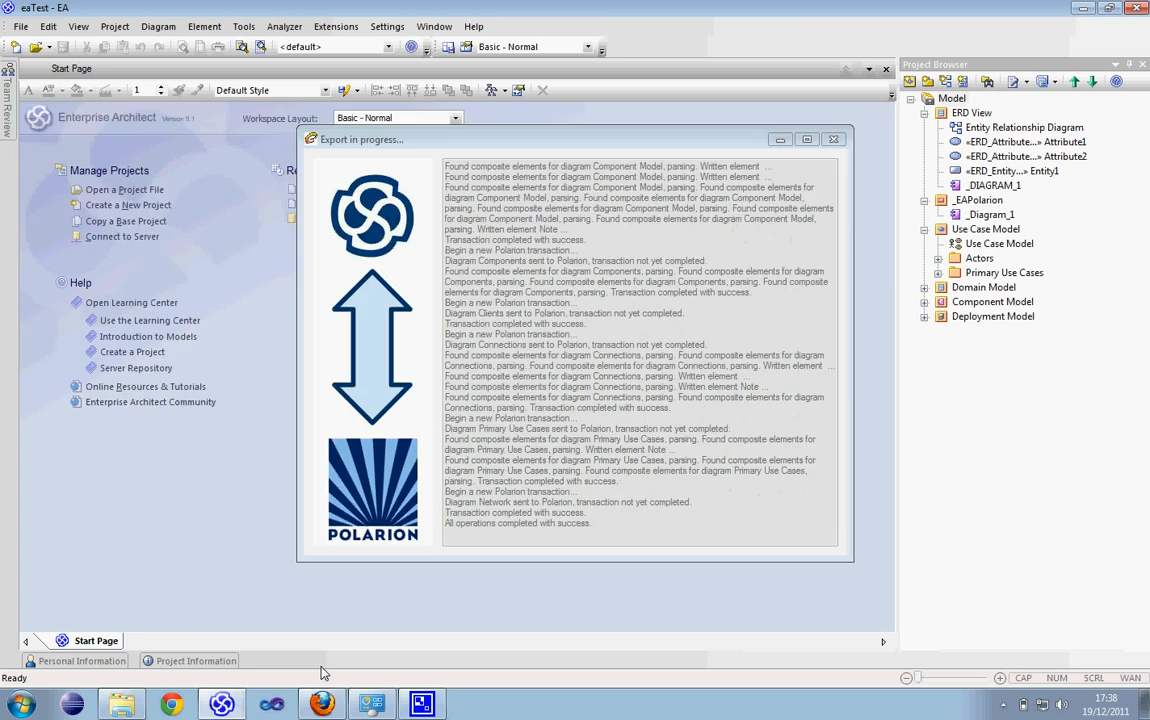 eaTest - EA
File Edit View Project Diagram Element Tools Analyzer Extensions Settings Window Help
<default>
Basic - Normal
Start Page
1 Default Style
Team Review
Enterprise Architect Version 9.1
Workspace Layout: Basic - Normal
Manage Projects
Re
Open a Project File
Create a New Project
Copy a Base Project
Connect to Server
Help
Open Learning Center
Use the Learning Center
Introduction to Models
Create a Project
Server Repository
Online Resources & Tutorials
Enterprise Architect Community
Export in progress...
POLARION
Found composite elements for diagram Component Model, parsing. Written element ...
Found composite elements for diagram Component Model, parsing. Written element ...
Found composite elements for diagram Component Model, parsing. Found composite elements for
diagram Component Model, parsing. Found composite elements for diagram Component Model,
parsing. Found composite elements for diagram Component Model, parsing. Found composite elements
for diagram Component Model, parsing. Found composite elements for diagram Component Model,
parsing. Written element Note ...
Transaction completed with success.
Begin a new Polarion transaction...
Diagram Components sent to Polarion, transaction not yet completed.
Found composite elements for diagram Components, parsing. Found composite elements for diagram
Components, parsing. Found composite elements for diagram Components, parsing. Found composite
elements for diagram Components, parsing. Transaction completed with success.
Begin a new Polarion transaction...
Diagram Clients sent to Polarion, transaction not yet completed.
Transaction completed with success.
Begin a new Polarion transaction...
Diagram Connections sent to Polarion, transaction not yet completed.
Found composite elements for diagram Connections, parsing. Found composite elements for diagram
Connections, parsing. Found composite elements for diagram Connections, parsing. Written element ...
Found composite elements for diagram Connections, parsing. Written element ...
Found composite elements for diagram Connections, parsing. Written element Note ...
Found composite elements for diagram Connections, parsing. Found composite elements for diagram
Connections, parsing. Transaction completed with success.
Begin a new Polarion transaction...
Diagram Primary Use Cases sent to Polarion, transaction not yet completed.
Found composite elements for diagram Primary Use Cases, parsing. Found composite elements for
diagram Primary Use Cases, parsing. Written element Note ...
Found composite elements for diagram Primary Use Cases, parsing. Found composite elements for
diagram Primary Use Cases, parsing. Found composite elements for diagram Primary Use Cases,
parsing. Transaction completed with success.
Begin a new Polarion transaction...
Diagram Network sent to Polarion, transaction not yet completed.
Transaction completed with success.
All operations completed with success.
Project Browser
Model
ERD View
Entity Relationship Diagram
«ERD_Attribute...» Attribute1
«ERD_Attribute...» Attribute2
«ERD_Entity...» Entity1
_DIAGRAM_1
_EAPolarion
_Diagram_1
Use Case Model
Use Case Model
Actors
Primary Use Cases
Domain Model
Component Model
Deployment Model
Start Page
Personal Information Project Information
Ready
CAP NUM SCRL WAN
17:38
19/12/2011